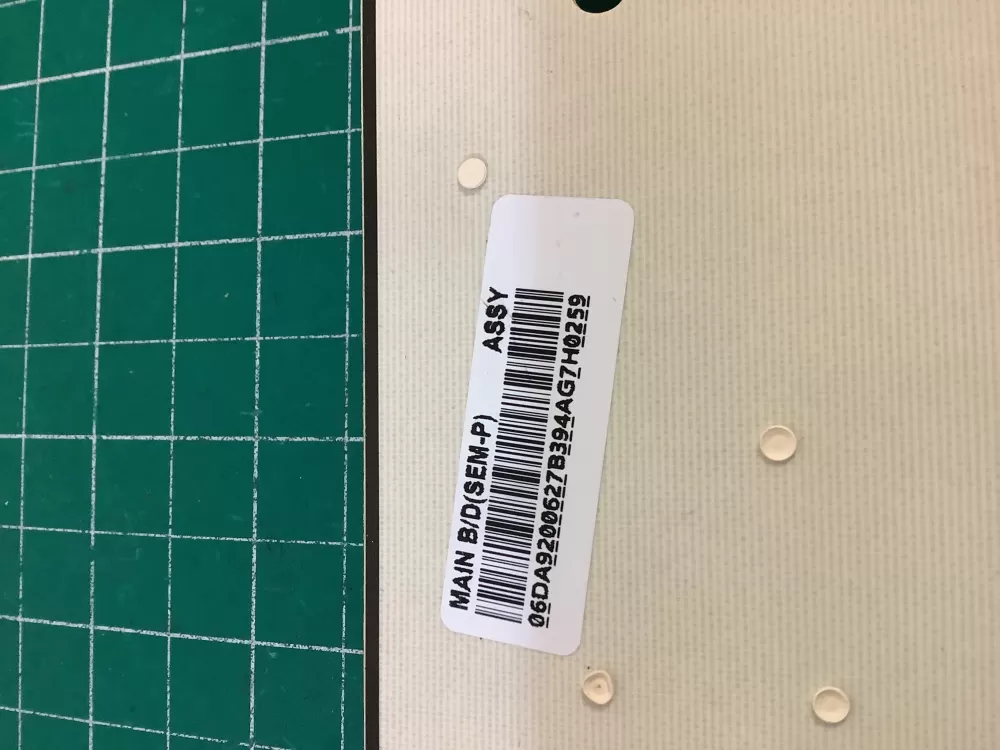 MAIN B/D(SEM-P) ASSY
06DA9200627B394AG7H0259